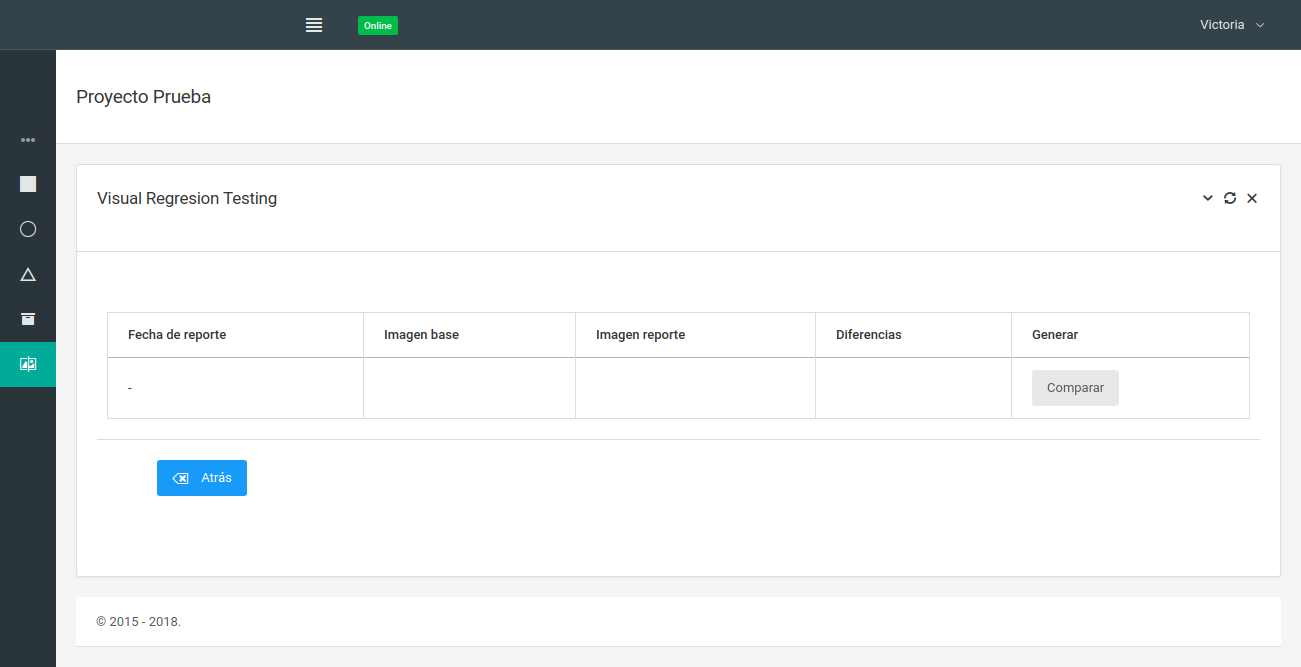 Online
Victoria
Proyecto Prueba
Visual Regresion Testing
Fecha de reporte Imagen base Imagen reporte Diferencias Generar
- Comparar
Atrás
© 2015 - 2018.